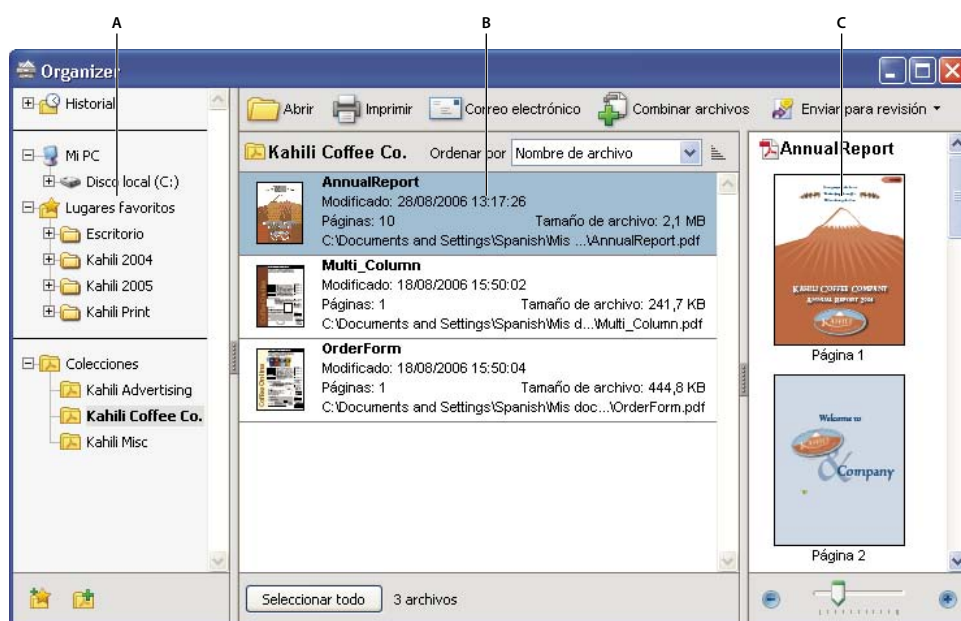 A B C
Organizer
Historial
Mi PC
Disco local (C:)
Lugares favoritos
Escritorio
Kahili 2004
Kahili 2005
Kahili Print
Colecciones
Kahili Advertising
Kahili Coffee Co.
Kahili Misc
Abrir Imprimir Correo electrónico Combinar archivos Enviar para revisión
Kahili Coffee Co. Ordenar por Nombre de archivo
AnnualReport
Modificado: 28/08/2006 13:17:26
Páginas: 10 Tamaño de archivo: 2,1 MB
C:\Documents and Settings\Spanish\Mis ...\AnnualReport.pdf
Multi_Column
Modificado: 18/08/2006 15:50:02
Páginas: 1 Tamaño de archivo: 241,7 KB
C:\Documents and Settings\Spanish\Mis d...\Multi_Column.pdf
OrderForm
Modificado: 18/08/2006 15:50:04
Páginas: 1 Tamaño de archivo: 444,8 KB
C:\Documents and Settings\Spanish\Mis doc...\OrderForm.pdf
Seleccionar todo 3 archivos
AnnualReport
KAHILI COFFEE COMPANY
KAHILI
Página 1
Welcome to
KAHILI
& Company
Página 2